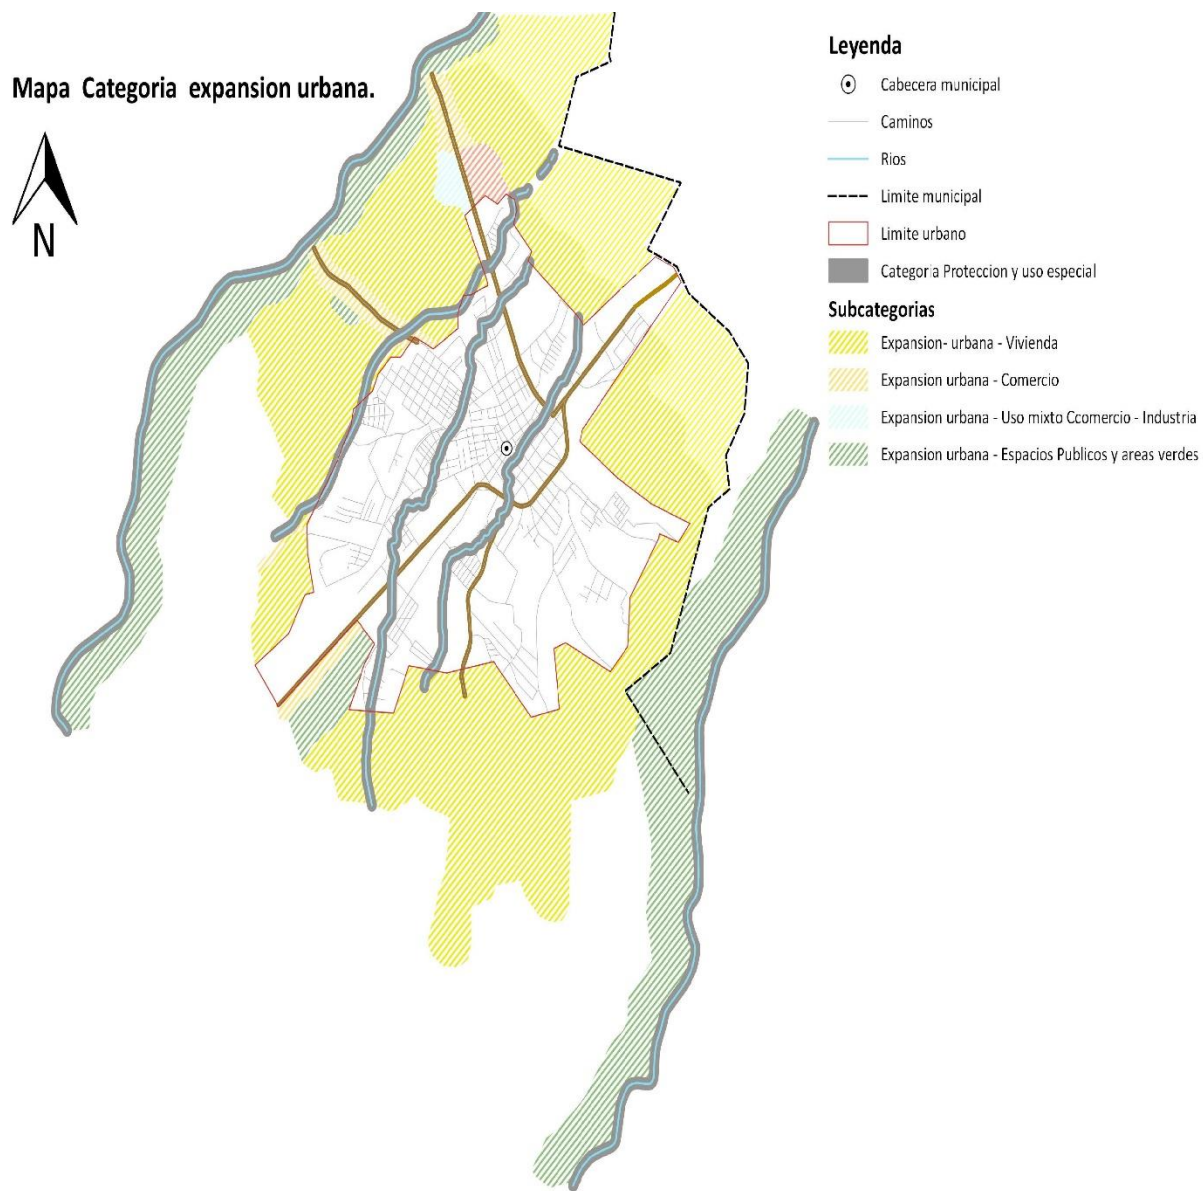 Mapa Categoria expansion urbana.
N
Leyenda
Cabecera municipal
Caminos
Rios
Limite municipal
Limite urbano
Categoria Proteccion y uso especial
Subcategorias
Expansion- urbana - Vivienda
Expansion urbana - Comercio
Expansion urbana - Uso mixto Ccomercio - Industria
Expansion urbana - Espacios Publicos y areas verdes